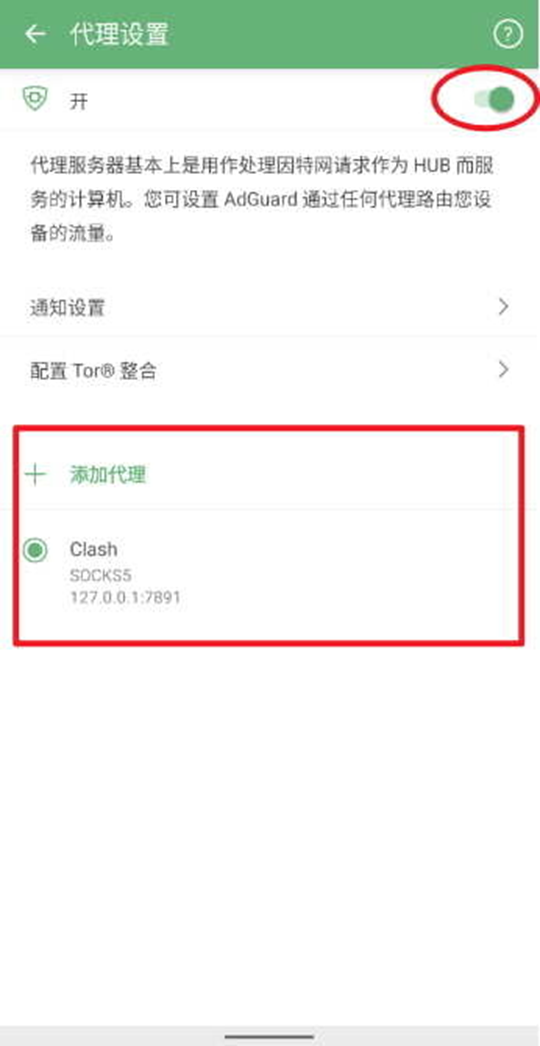 代理设置
?
开
代理服务器基本上是用作处理因特网请求作为 HUB 而服
务的计算机。您可设置 AdGuard 通过任何代理路由您设
备的流量。
通知设置
配置 Tor® 整合
添加代理
Clash
SOCKS5
127.0.0.1:7891